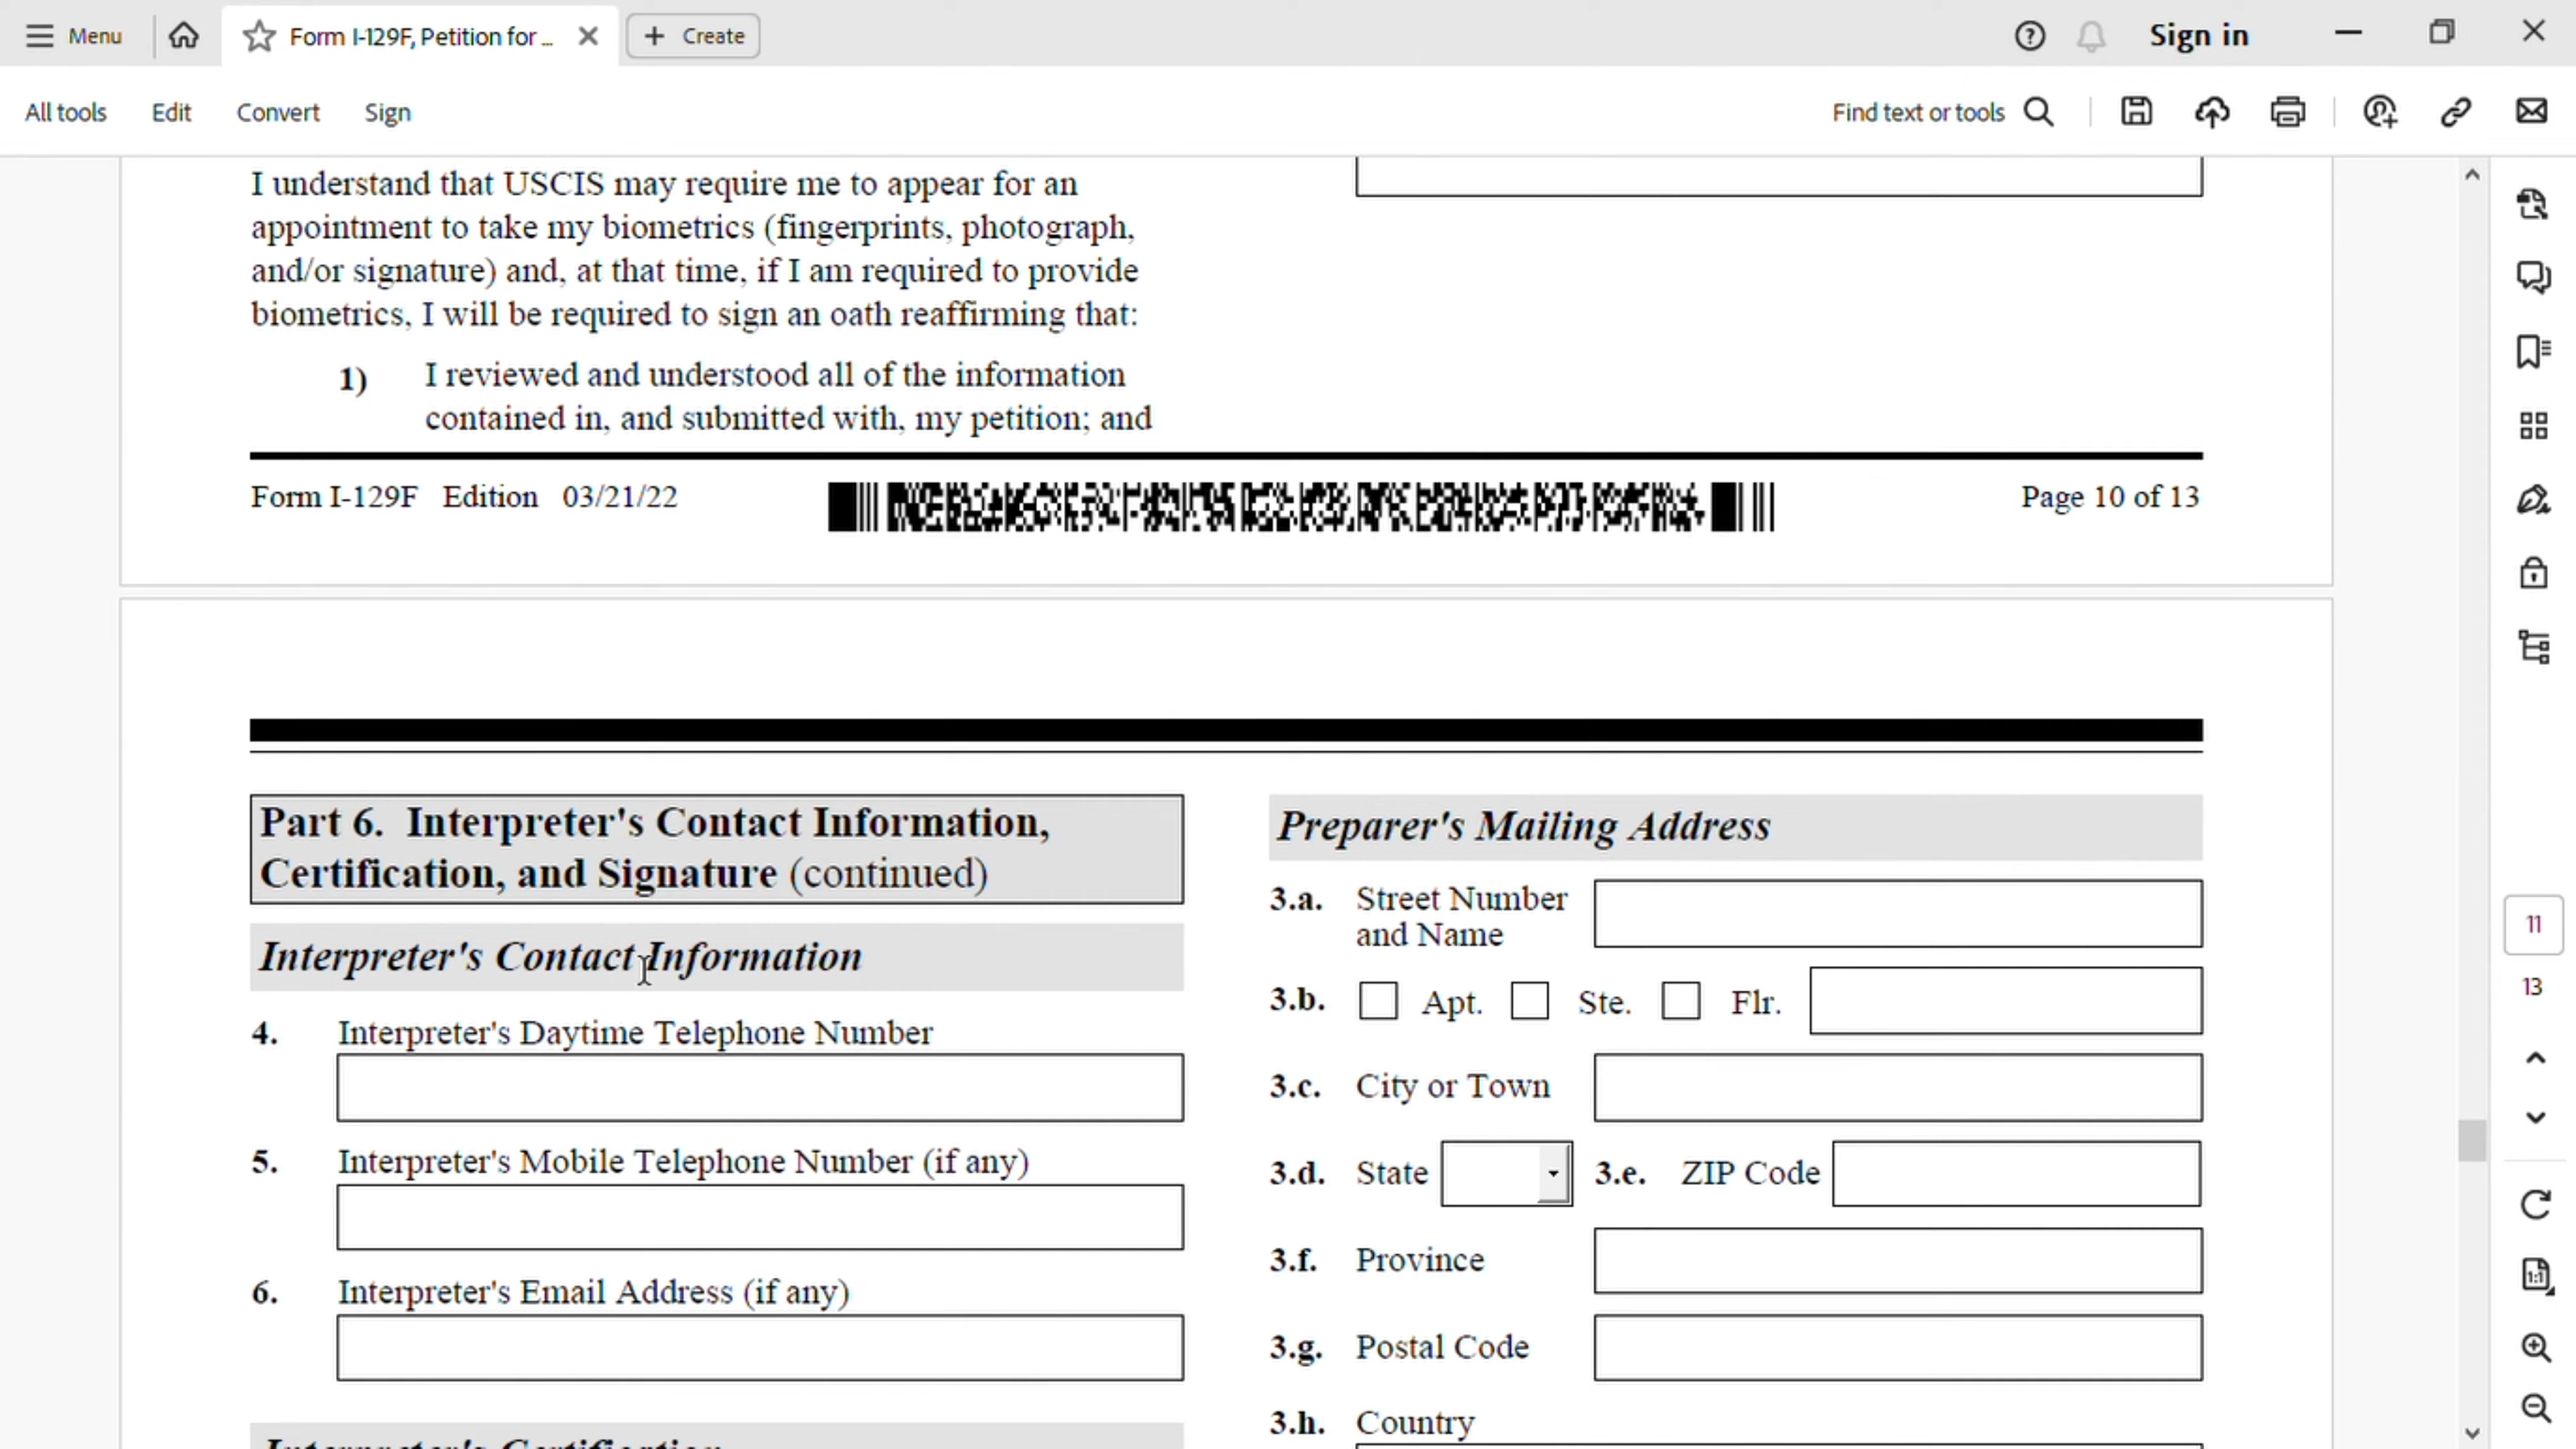 Menu
Form I-129F, Petition for ...
Create
Sign in
All tools
Edit
Convert
Sign
Find text or tools
I understand that USCIS may require me to appear for an
appointment to take my biometrics (fingerprints, photograph,
and/or signature) and, at that time, if I am required to provide
biometrics, I will be required to sign an oath reaffirming that:
1) I reviewed and understood all of the information
contained in, and submitted with, my petition; and
Form I-129F Edition 03/21/22
Page 10 of 13
Part 6. Interpreter's Contact Information,
Certification, and Signature (continued)
Interpreter's Contact Information
4. Interpreter's Daytime Telephone Number
5. Interpreter's Mobile Telephone Number (if any)
6. Interpreter's Email Address (if any)
Interpreter's Certification
Preparer's Mailing Address
3.a. Street Number
and Name
3.b. Apt. Ste. Flr.
3.c. City or Town
3.d. State 3.e. ZIP Code
3.f. Province
3.g. Postal Code
3.h. Country
11
13
1:1